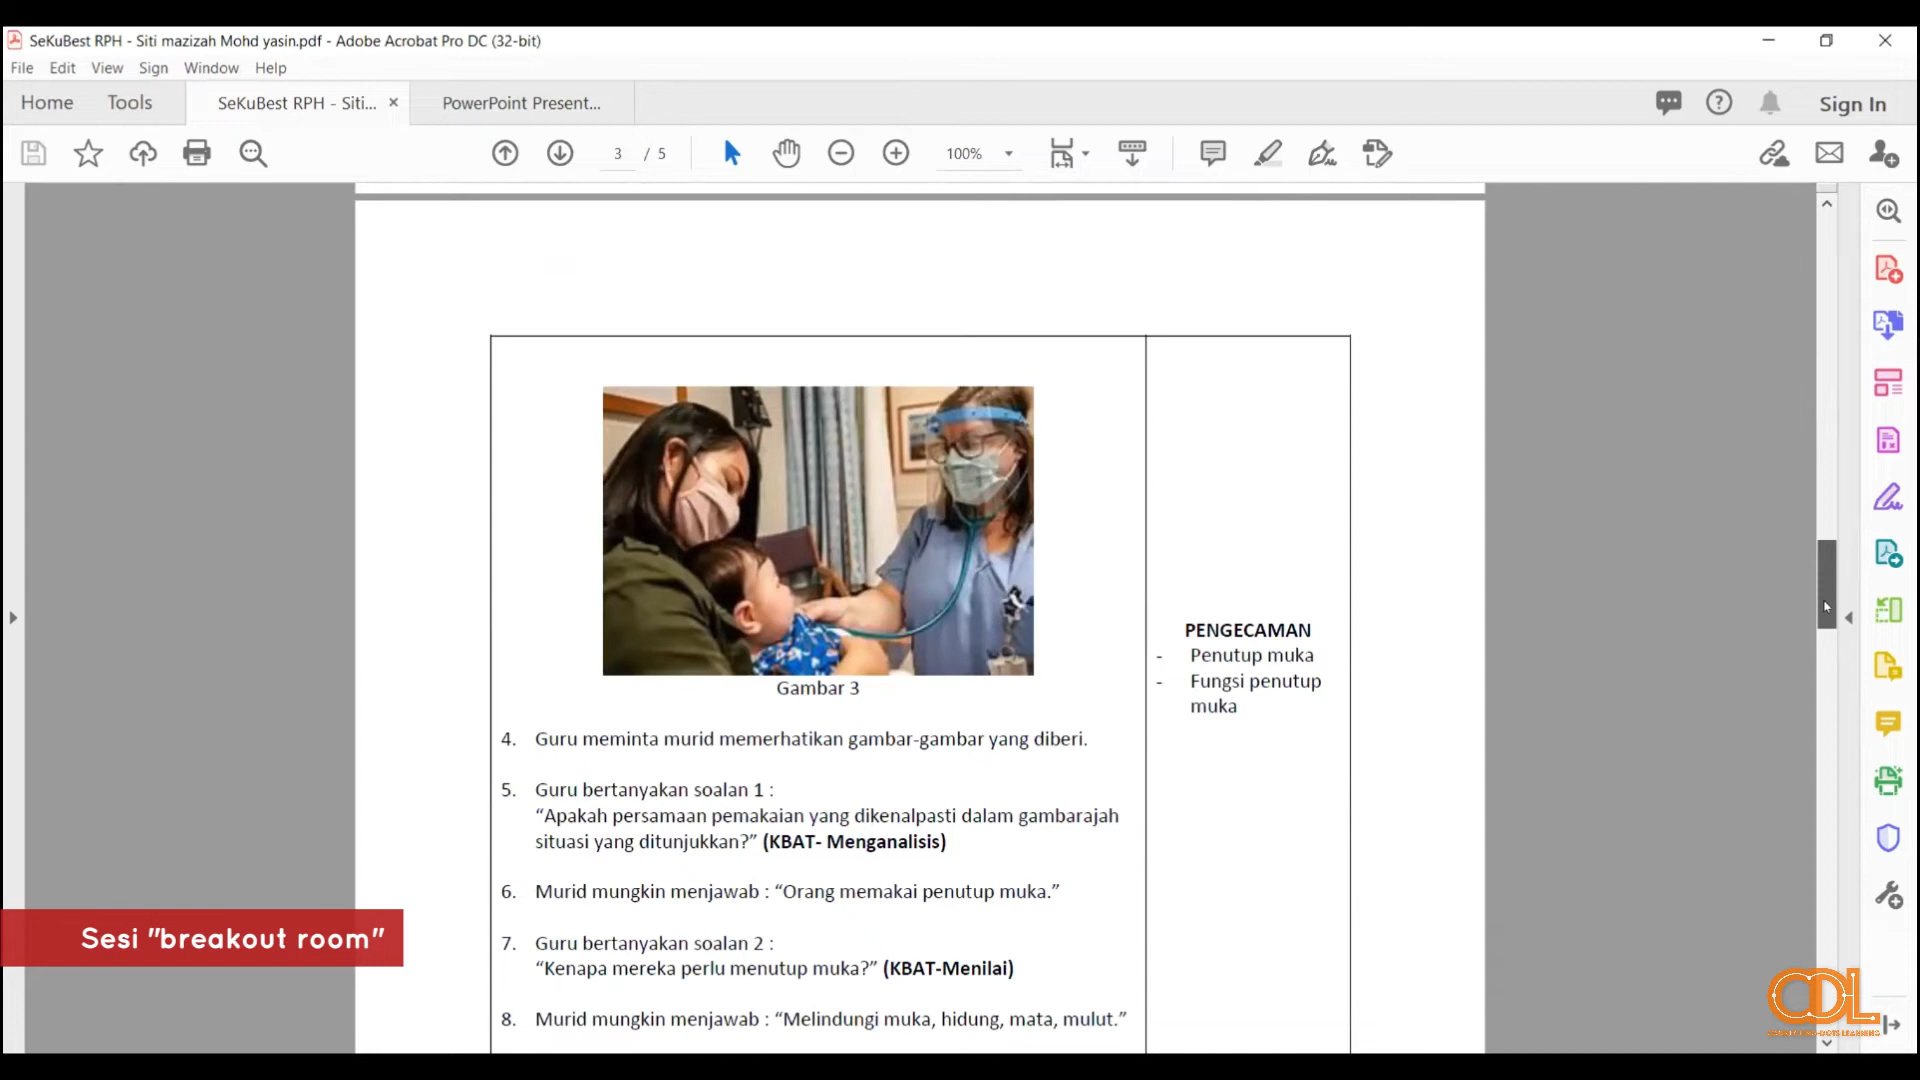 SeKuBest RPH - Siti mazizah Mohd yasin.pdf - Adobe Acrobat Pro DC (32-bit)
File Edit View Sign Window Help
Home Tools SeKuBest RPH - Siti... × PowerPoint Present... Sign In
3 / 5 100%
Gambar 3
PENGECAMAN
- Penutup muka
- Fungsi penutup
muka
4. Guru meminta murid memerhatikan gambar-gambar yang diberi.
5. Guru bertanyakan soalan 1 :
“Apakah persamaan pemakaian yang dikenalpasti dalam gambarajah
situasi yang ditunjukkan?” (KBAT- Menganalisis)
6. Murid mungkin menjawab : “Orang memakai penutup muka.”
7. Guru bertanyakan soalan 2 :
“Kenapa mereka perlu menutup muka?” (KBAT-Menilai)
8. Murid mungkin menjawab : “Melindungi muka, hidung, mata, mulut.”
Sesi "breakout room"
CDL